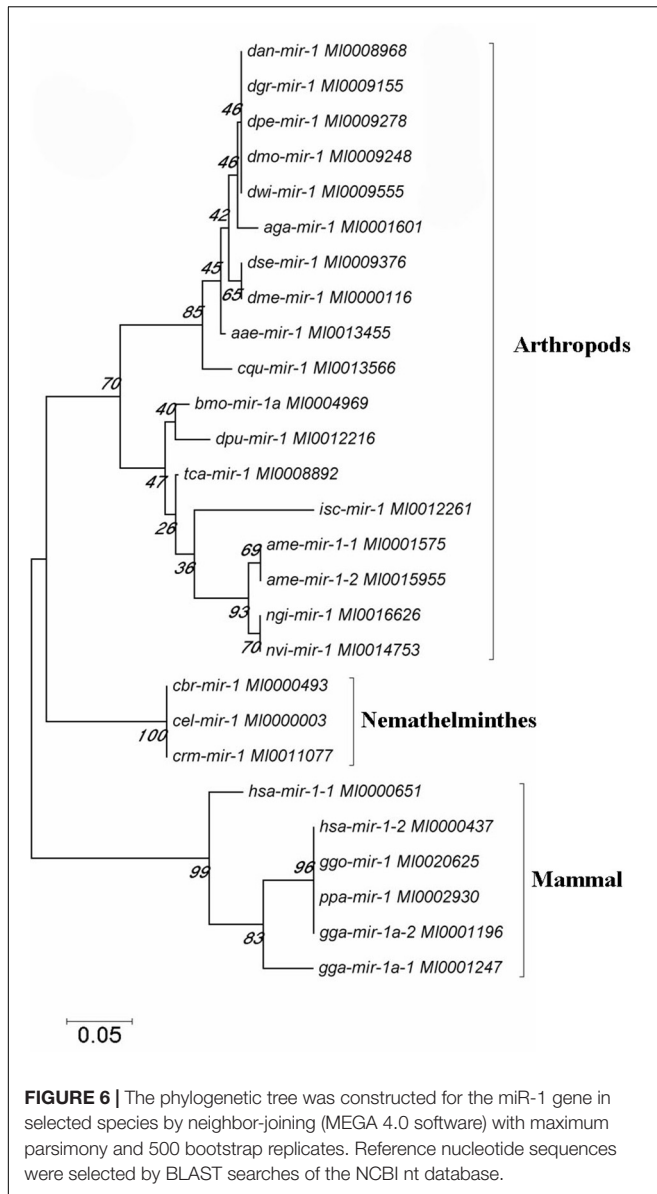 dan-mir-1 MI0008968
dgr-mir-1 MI0009155
46
dpe-mir-1 MI0009278
46
dmo-mir-1 MI0009248
dwi-mir-1 MI0009555
42
aga-mir-1 MI0001601
45
dse-mir-1 MI0009376
65
dme-mir-1 MI0000116
85
aae-mir-1 MI0013455
Arthropods
cqu-mir-1 MI0013566
70
bmo-mir-1a MI0004969
40
dpu-mir-1 MI0012216
47
tca-mir-1 MI0008892
26
isc-mir-1 MI0012261
36
ame-mir-1-1 MI0001575
69
ame-mir-1-2 MI0015955
93
ngi-mir-1 MI0016626
70
nvi-mir-1 MI0014753
cbr-mir-1 MI0000493
cel-mir-1 MI0000003
Nemathelminthes
100
crm-mir-1 MI0011077
hsa-mir-1-1 MI0000651
hsa-mir-1-2 MI0000437
96
ggo-mir-1 MI0020625
99
ppa-mir-1 MI0002930
Mammal
83
gga-mir-1a-2 MI0001196
gga-mir-1a-1 MI0001247
0.05
FIGURE 6 | The phylogenetic tree was constructed for the miR-1 gene in
selected species by neighbor-joining (MEGA 4.0 software) with maximum
parsimony and 500 bootstrap replicates. Reference nucleotide sequences
were selected by BLAST searches of the NCBI nt database.